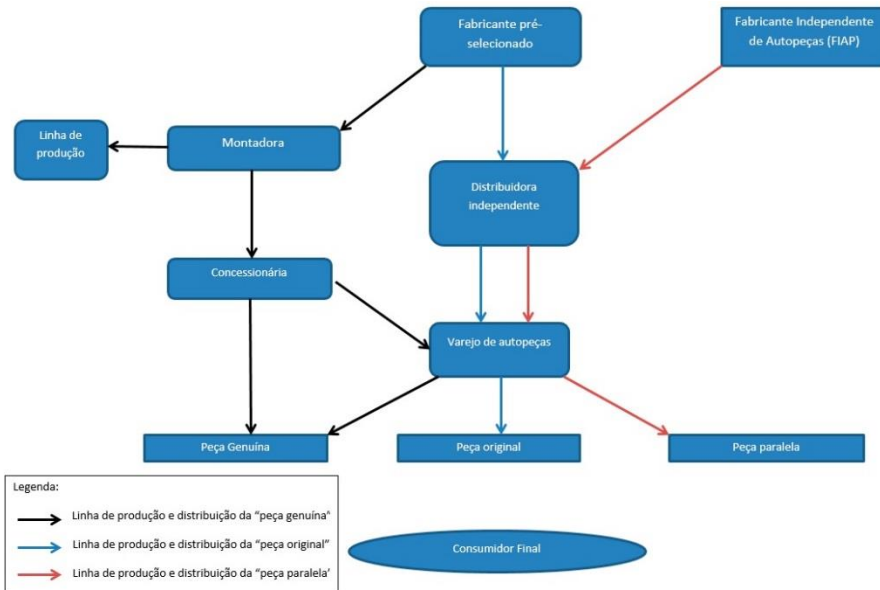 Fabricante pré-
selecionado
Fabricante Independente
de Autopeças (FIAP)
Linha de
produção
Montadora
Distribuidora
independente
Concessionária
Varejo de autopeças
Peça Genuína
Peça original
Peça paralela
Legenda:
Linha de produção e distribuição da “peça genuína”
Linha de produção e distribuição da “peça original”
Linha de produção e distribuição da “peça paralela’
Consumidor Final